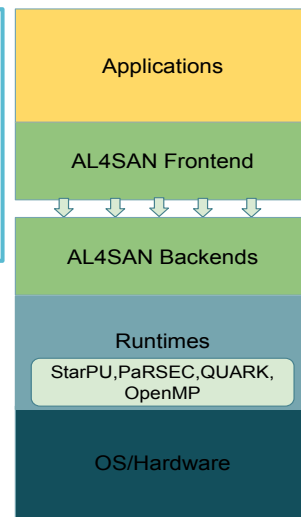 Applications
AL4SAN Frontend
AL4SAN Backends
Runtimes
StarPU,PaRSEC,QUARK,
OpenMP
OS/Hardware